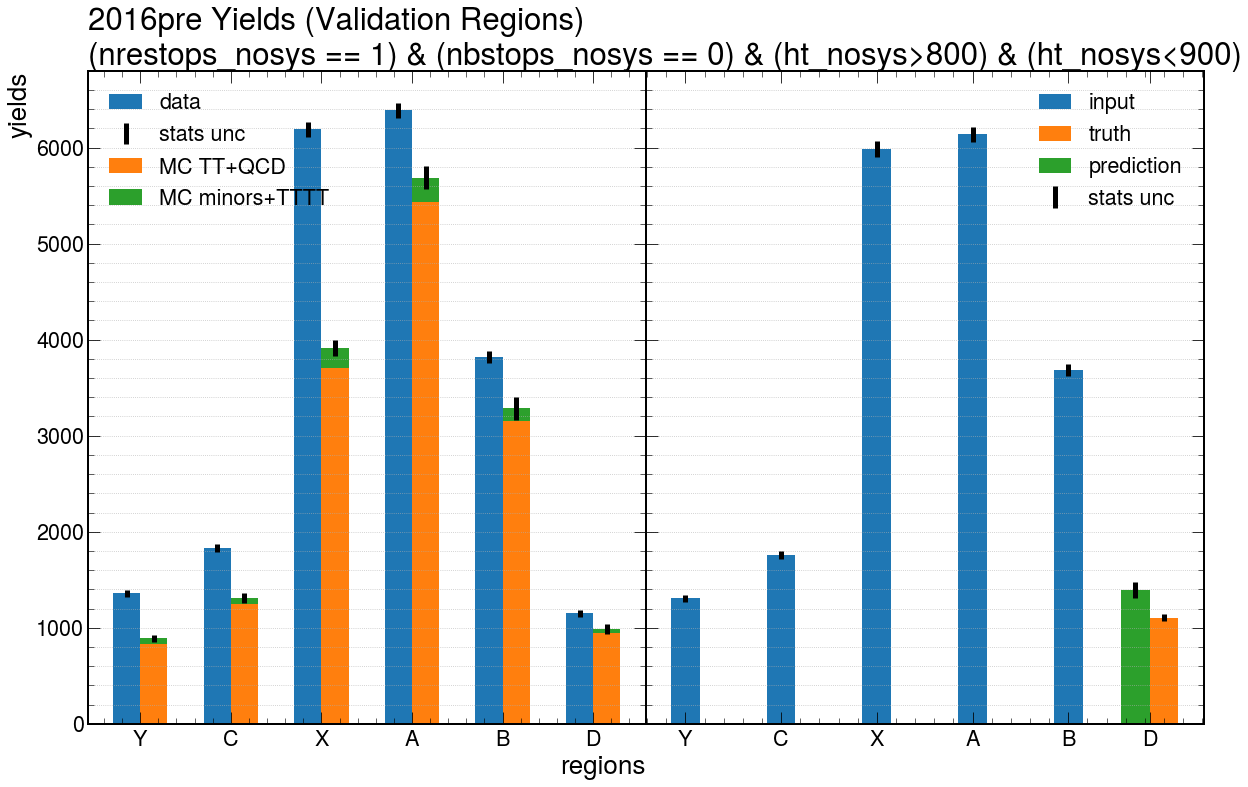 2016pre Yields (Validation Regions)
(nrestops_nosys == 1) & (nbstops_nosys == 0) & (ht_nosys>800) & (ht_nosys<900)
yields
data
stats unc
MC TT+QCD
MC minors+TTTT
input
truth
prediction
stats unc
6000
5000
4000
3000
2000
1000
0
Y C X A B D
Y C X A B D
regions